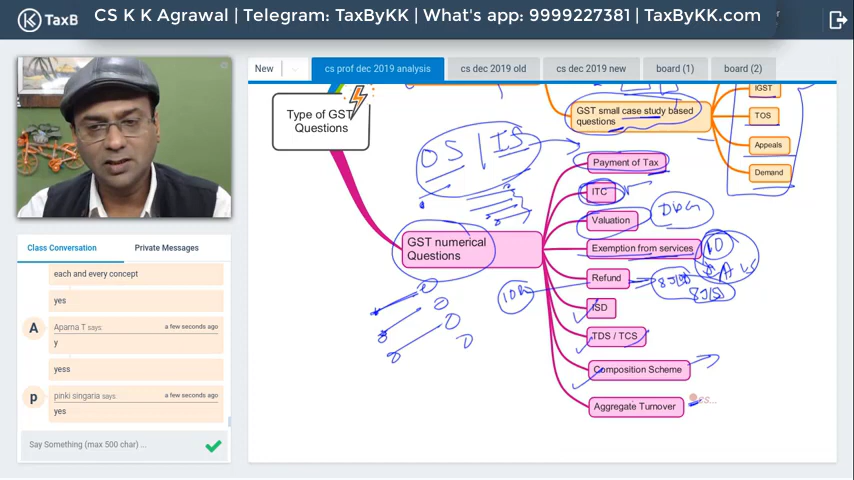 CS K K Agrawal | Telegram: TaxByKK | What's app: 9999227381 | TaxByKK.com
TaxB
New
cs prof dec 2019 analysis
cs dec 2019 old
cs dec 2019 new
board (1)
board (2)
Type of GST
Questions
GST small case study based
questions
IGST
TOS
Appeals
Demand
OS | IS
Payment of Tax
ITC
Valuation
Exemption from services
Refund
ISD
TDS / TCS
Composition Scheme
Aggregate Turnover
GST numerical
Questions
Class Conversation
Private Messages
each and every concept
yes
A
Aparna T says
a few seconds ago
y
yess
p
pinki singaria says
a few seconds ago
yes
Say Something (max 500 char) ...